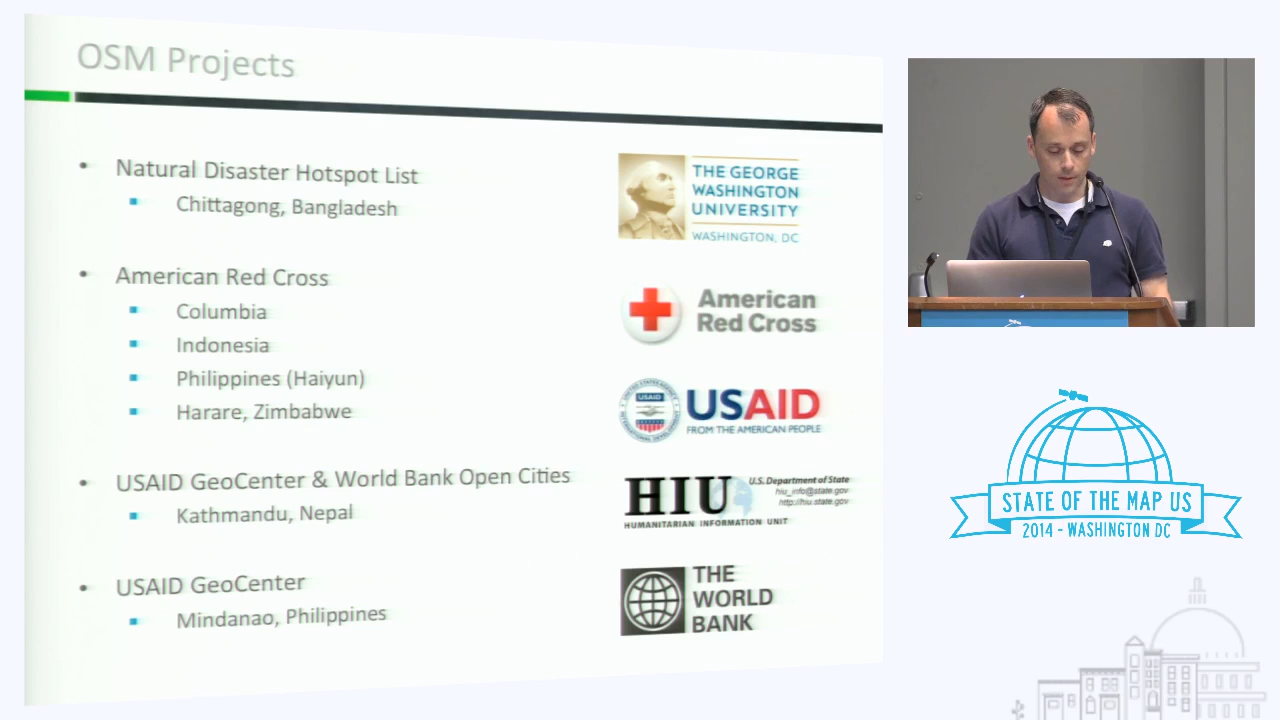 OSM Projects
Natural Disaster Hotspot List
Chittagong, Bangladesh
American Red Cross
Columbia
Indonesia
Philippines (Haiyun)
Harare, Zimbabwe
USAID GeoCenter & World Bank Open Cities
Kathmandu, Nepal
USAID GeoCenter
Mindanao, Philippines
THE GEORGE
WASHINGTON
UNIVERSITY
WASHINGTON, DC
American
Red Cross
USAID
USAID
FROM THE AMERICAN PEOPLE
HIU
U.S. Department of State
hiu_info@state.gov
http://hiu.state.gov
HUMANITARIAN INFORMATION UNIT
THE
WORLD
BANK
STATE OF THE MAP US
2014 - WASHINGTON DC